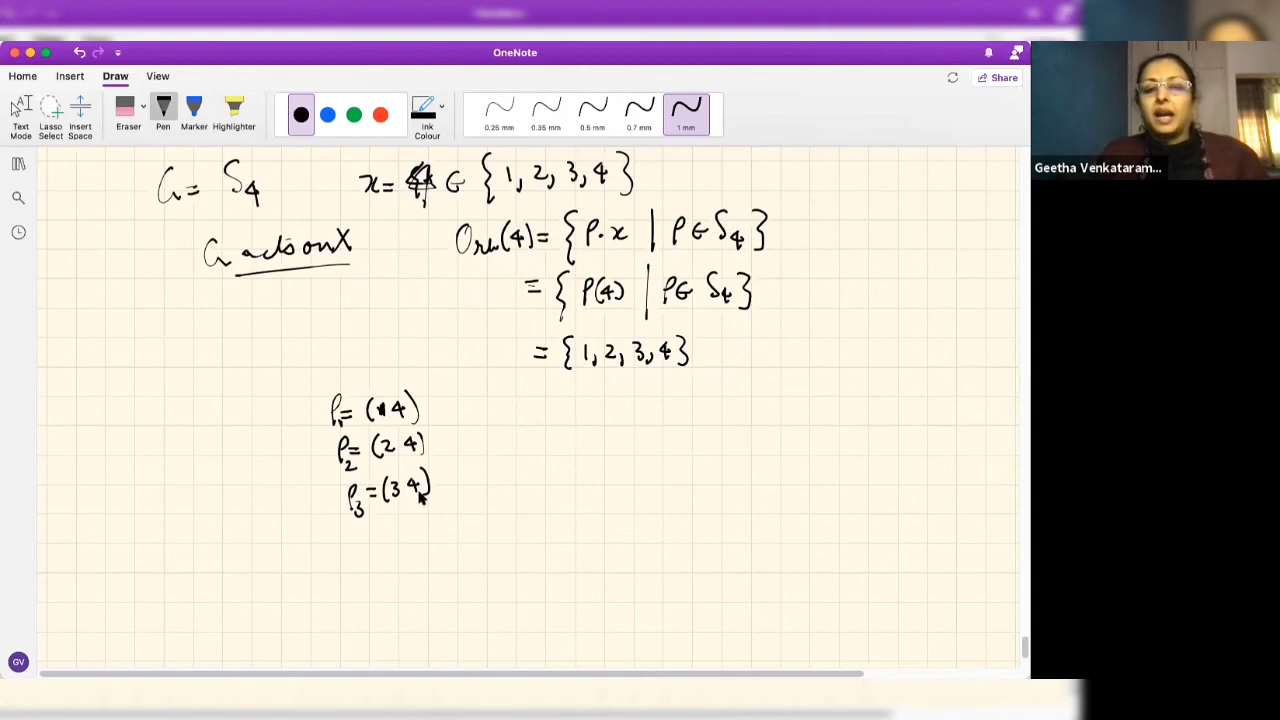 OneNote
Home Insert Draw View
Share
Text Mode
Lasso Select
Insert Space
Eraser
Pen
Marker
Highlighter
Ink Colour
0.25 mm
0.35 mm
0.5 mm
0.7 mm
1 mm
Geetha Venkataram...
G = S₄ x = ∈ {1, 2, 3, 4}
G acts on X
Orb(4) = {ρ·x | ρ ∈ S₄}
= {ρ(4) | ρ ∈ S₄}
= {1, 2, 3, 4}
ρ₁ = (1 4)
ρ₂ = (2 4)
ρ₃ = (3 4)
GV